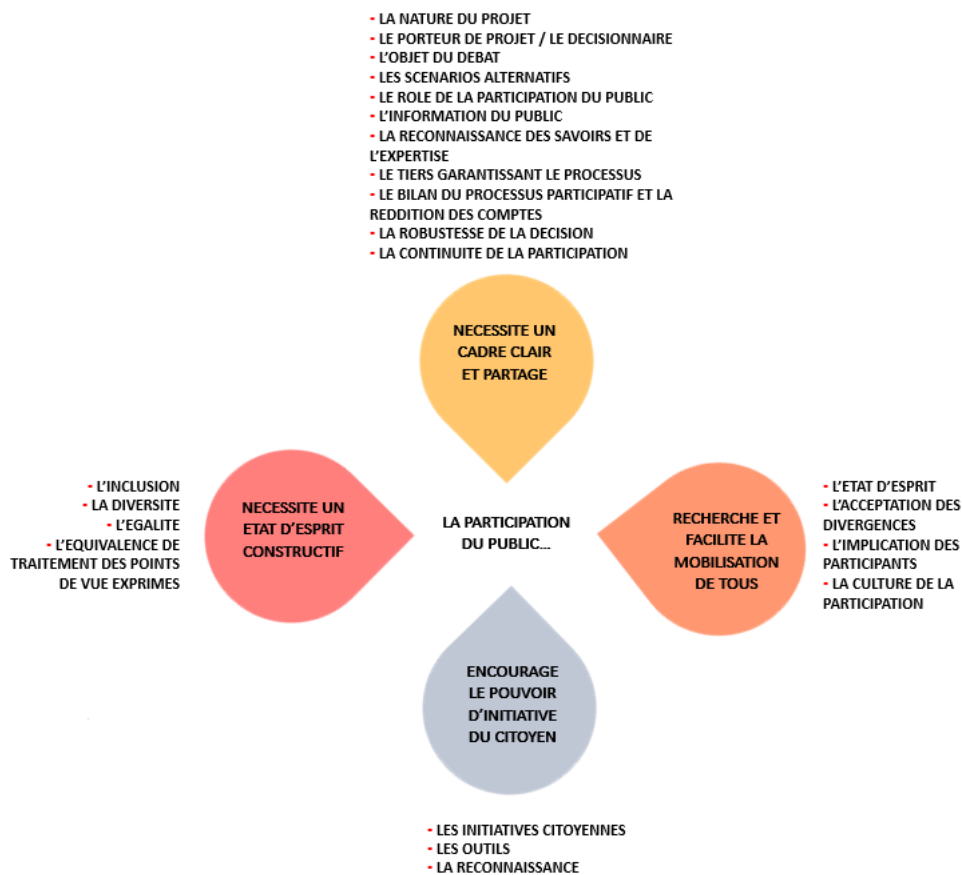 - LA NATURE DU PROJET
- LE PORTEUR DE PROJET / LE DECISIONNAIRE
- L'OBJET DU DEBAT
- LES SCENARIOS ALTERNATIFS
- LE ROLE DE LA PARTICIPATION DU PUBLIC
- L'INFORMATION DU PUBLIC
- LA RECONNAISSANCE DES SAVOIRS ET DE
L'EXPERTISE
- LE TIERS GARANTISSANT LE PROCESSUS
- LE BILAN DU PROCESSUS PARTICIPATIF ET LA
REDDITION DES COMPTES
- LA ROBUSTESSE DE LA DECISION
- LA CONTINUITE DE LA PARTICIPATION
NECESSITE UN
CADRE CLAIR
ET PARTAGE
- L'INCLUSION
- LA DIVERSITE
- L'EGALITE
- L'EQUIVALENCE DE
TRAITEMENT DES POINTS
DE VUE EXPRIMES
NECESSITE UN
ETAT D'ESPRIT
CONSTRUCTIF
LA PARTICIPATION
DU PUBLIC...
RECHERCHE ET
FACILITE LA
MOBILISATION
DE TOUS
- L'ETAT D'ESPRIT
- L'ACCEPTATION DES
DIVERGENCES
- L'IMPLICATION DES
PARTICIPANTS
- LA CULTURE DE LA
PARTICIPATION
ENCOURAGE
LE POUVOIR
D'INITIATIVE
DU CITOYEN
- LES INITIATIVES CITOYENNES
- LES OUTILS
- LA RECONNAISSANCE